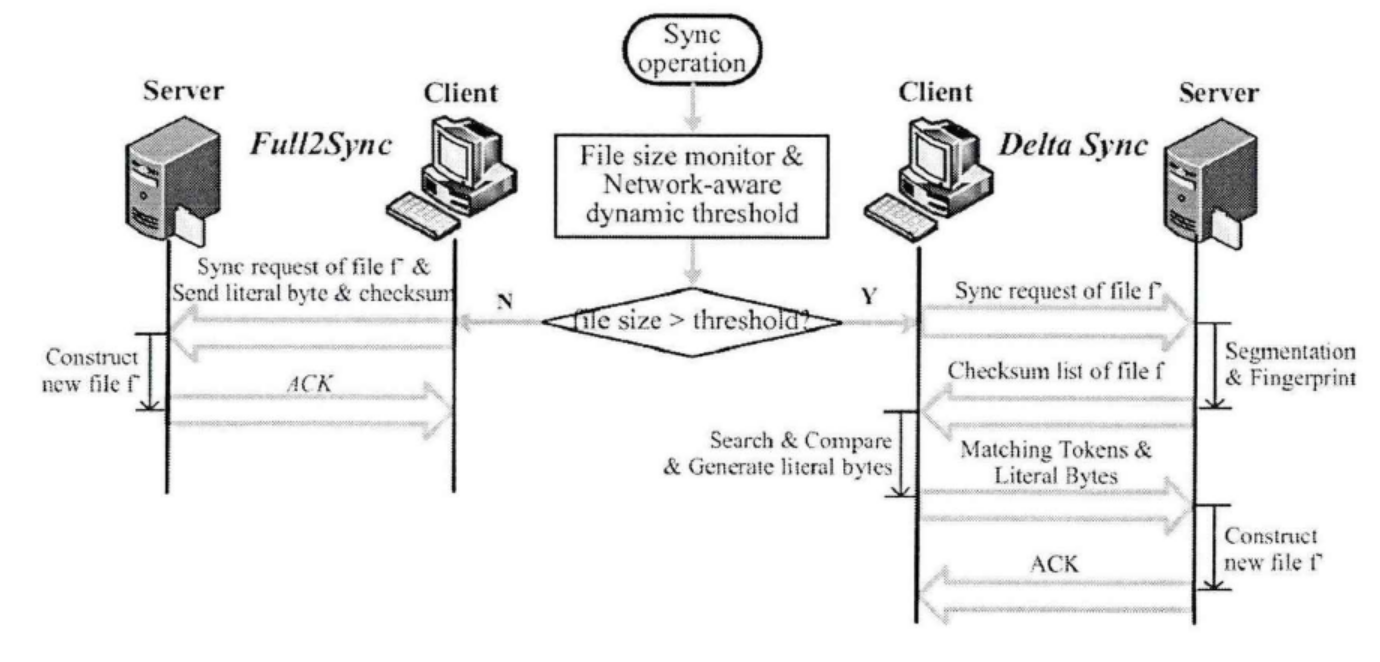 Sync
operation
Server
Client
Full2Sync
File size monitor &
Network-aware
dynamic threshold
Client
Server
Delta Sync
Sync request of file f' &
Send literal byte & checksum
N
file size > threshold?
Y
Sync request of file f'
Construct
new file f'
ACK
Segmentation
& Fingerprint
Checksum list of file f
Search & Compare
& Generate literal bytes
Matching Tokens &
Literal Bytes
Construct
new file f'
ACK